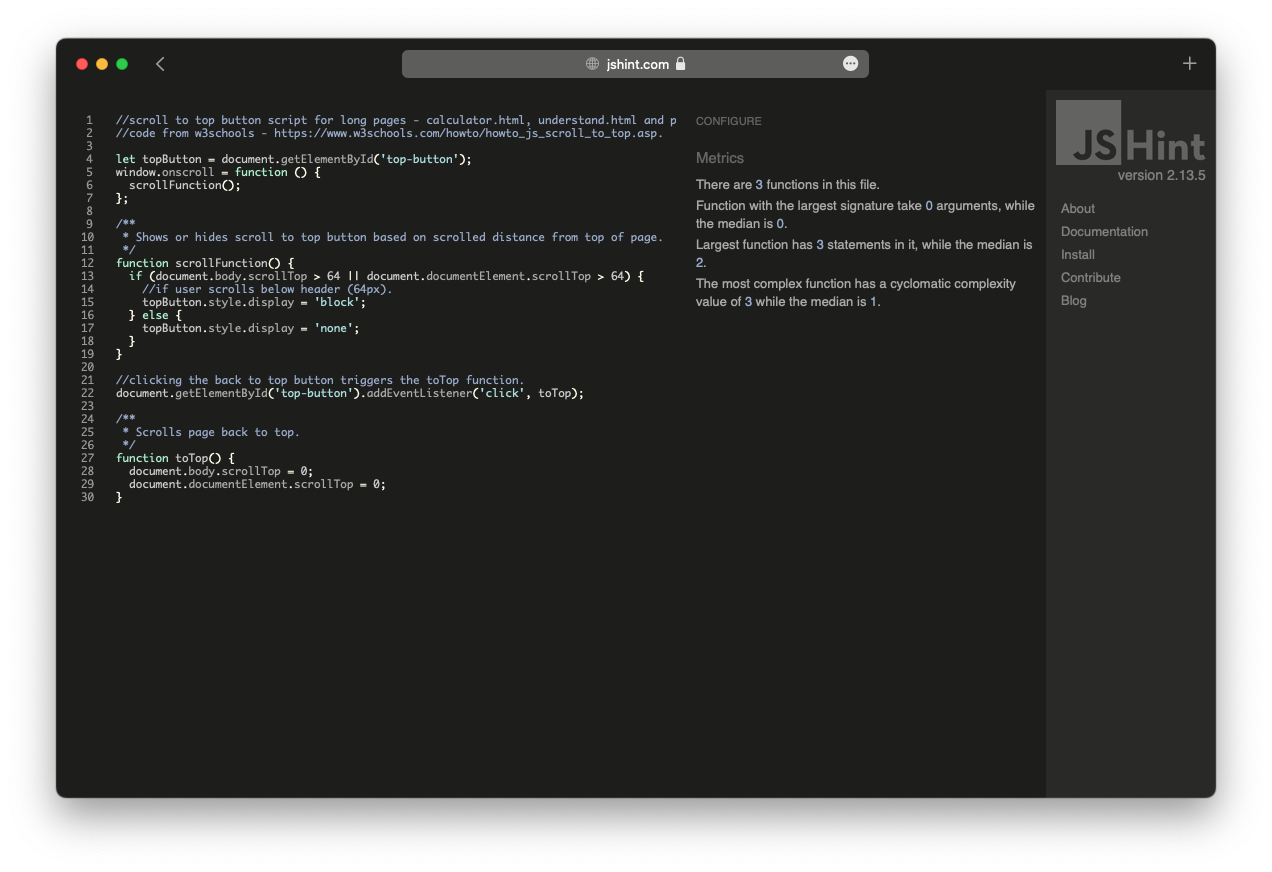 jshint.com
1 //scroll to top button script for long pages - calculator.html, understand.html and p
2 //code from w3schools - https://www.w3schools.com/howto/howto_js_scroll_to_top.asp.
3
4 let topButton = document.getElementById('top-button');
5 window.onscroll = function () {
6   scrollFunction();
7 };
8
9 /**
10  * Shows or hides scroll to top button based on scrolled distance from top of page.
11  */
12 function scrollFunction() {
13   if (document.body.scrollTop > 64 || document.documentElement.scrollTop > 64) {
14     //if user scrolls below header (64px).
15     topButton.style.display = 'block';
16   } else {
17     topButton.style.display = 'none';
18   }
19 }
20
21 //clicking the back to top button triggers the toTop function.
22 document.getElementById('top-button').addEventListener('click', toTop);
23
24 /**
25  * Scrolls page back to top.
26  */
27 function toTop() {
28   document.body.scrollTop = 0;
29   document.documentElement.scrollTop = 0;
30 }
CONFIGURE
Metrics
There are 3 functions in this file.
Function with the largest signature take 0 arguments, while
the median is 0.
Largest function has 3 statements in it, while the median is
2.
The most complex function has a cyclomatic complexity
value of 3 while the median is 1.
JSHint
version 2.13.5
About
Documentation
Install
Contribute
Blog